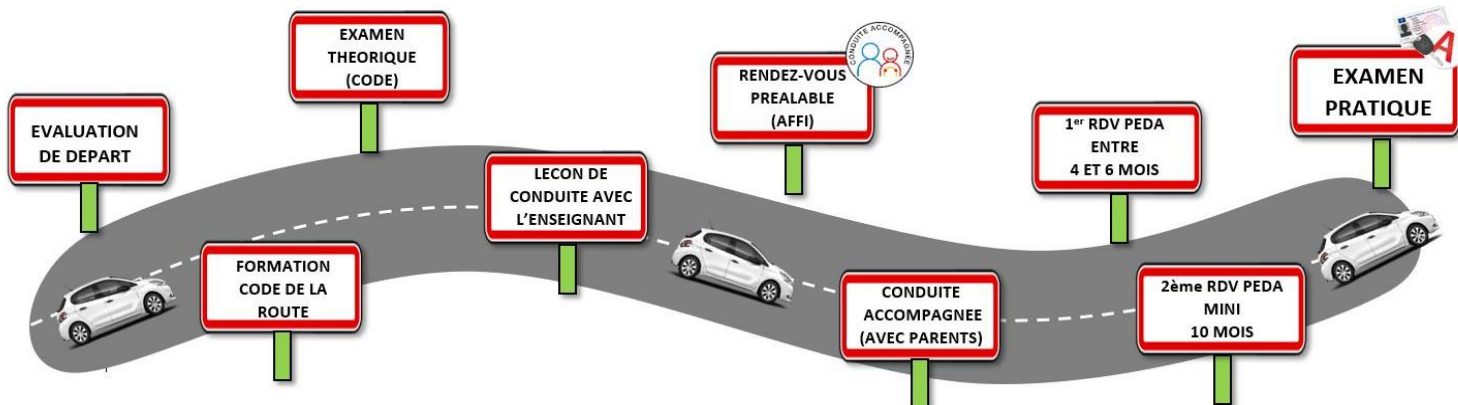 EVALUATION
DE DEPART
FORMATION
CODE DE LA
ROUTE
EXAMEN
THEORIQUE
(CODE)
LECON DE
CONDUITE AVEC
L'ENSEIGNANT
RENDEZ-VOUS
PREALABLE
(AFFI)
CONDUITE ACCOMPAGNÉE
CONDUITE
ACCOMPAGNEE
(AVEC PARENTS)
1er RDV PEDA
ENTRE
4 ET 6 MOIS
2ème RDV PEDA
MINI
10 MOIS
EXAMEN
PRATIQUE
A